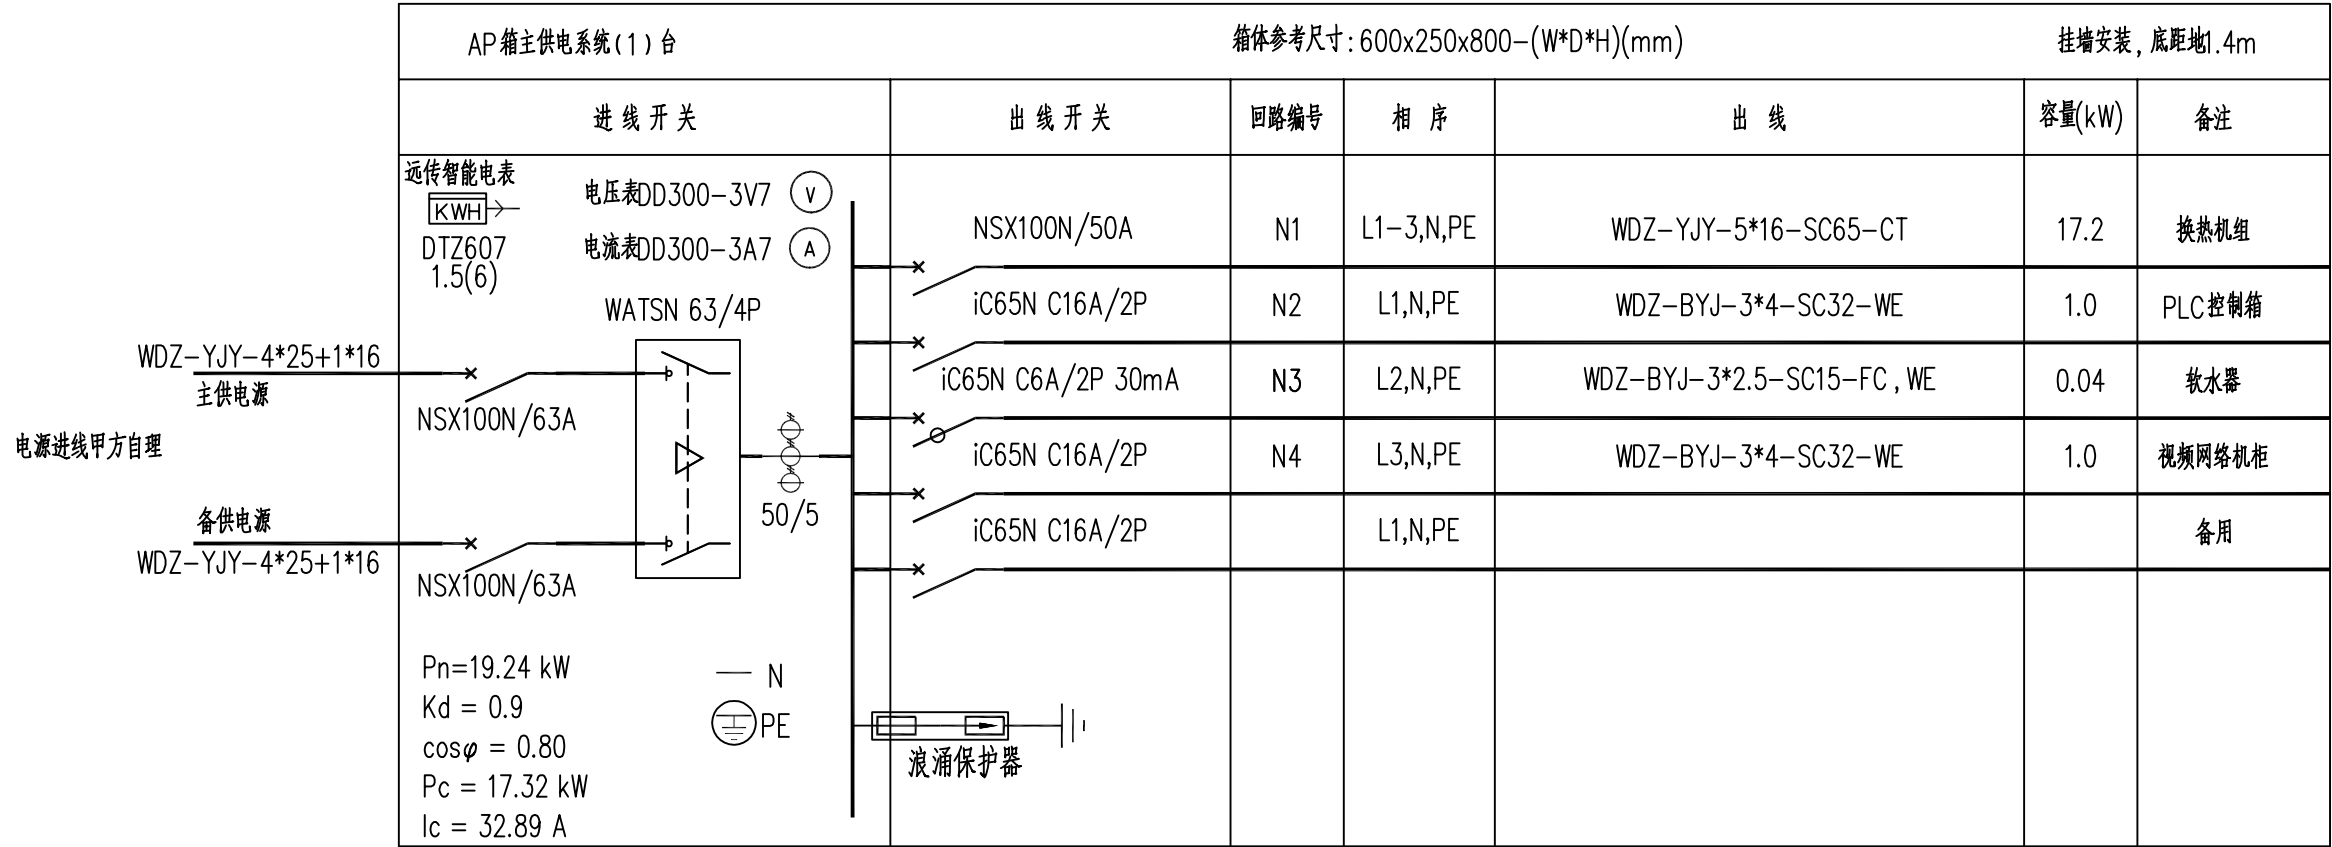 AP箱主供电系统(1)台 箱体参考尺寸:600x250x800-(W*D*H)(mm) 挂墙安装,底距地1.4m
进线开关 出线开关 回路编号 相序 出线 容量(kW) 备注
远传智能电表
KWH
DTZ607
1.5(6)
电压表DD300-3V7 V
电流表DD300-3A7 A
WATSN 63/4P
WDZ-YJY-4*25+1*16
主供电源
NSX100N/63A
电源进线甲方自理
备供电源
WDZ-YJY-4*25+1*16
NSX100N/63A
50/5
NSX100N/50A N1 L1-3,N,PE WDZ-YJY-5*16-SC65-CT 17.2 换热机组
iC65N C16A/2P N2 L1,N,PE WDZ-BYJ-3*4-SC32-WE 1.0 PLC控制箱
iC65N C6A/2P 30mA N3 L2,N,PE WDZ-BYJ-3*2.5-SC15-FC,WE 0.04 软水器
iC65N C16A/2P N4 L3,N,PE WDZ-BYJ-3*4-SC32-WE 1.0 视频网络机柜
iC65N C16A/2P L1,N,PE 备用
Pn=19.24 kW
Kd = 0.9
cosφ = 0.80
Pc = 17.32 kW
Ic = 32.89 A
N
PE
浪涌保护器